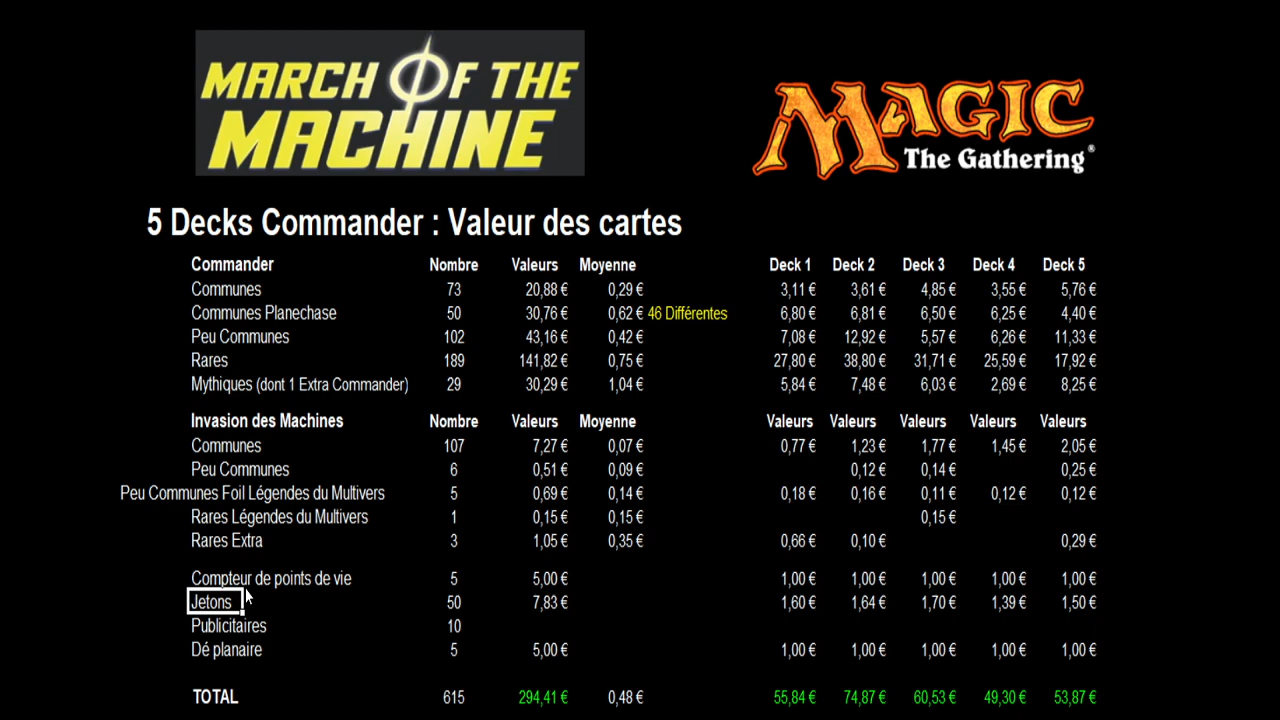 MARCH OF THE
MACHINE
MAGIC
The Gathering®
5 Decks Commander : Valeur des cartes
Commander Nombre Valeurs Moyenne Deck 1 Deck 2 Deck 3 Deck 4 Deck 5
Communes 73 20,88 € 0,29 € 3,11 € 3,61 € 4,85 € 3,55 € 5,76 €
Communes Planechase 50 30,76 € 0,62 € 46 Différentes 6,80 € 6,81 € 6,50 € 6,25 € 4,40 €
Peu Communes 102 43,16 € 0,42 € 7,08 € 12,92 € 5,57 € 6,26 € 11,33 €
Rares 189 141,82 € 0,75 € 27,80 € 38,80 € 31,71 € 25,59 € 17,92 €
Mythiques (dont 1 Extra Commander) 29 30,29 € 1,04 € 5,84 € 7,48 € 6,03 € 2,69 € 8,25 €
Invasion des Machines Nombre Valeurs Moyenne Valeurs Valeurs Valeurs Valeurs Valeurs
Communes 107 7,27 € 0,07 € 0,77 € 1,23 € 1,77 € 1,45 € 2,05 €
Peu Communes 6 0,51 € 0,09 € 0,12 € 0,14 € 0,25 €
Peu Communes Foil Légendes du Multivers 5 0,69 € 0,14 € 0,18 € 0,16 € 0,11 € 0,12 € 0,12 €
Rares Légendes du Multivers 1 0,15 € 0,15 € 0,15 €
Rares Extra 3 1,05 € 0,35 € 0,66 € 0,10 € 0,29 €
Compteur de points de vie 5 5,00 € 1,00 € 1,00 € 1,00 € 1,00 € 1,00 €
Jetons 50 7,83 € 1,60 € 1,64 € 1,70 € 1,39 € 1,50 €
Publicitaires 10
Dé planaire 5 5,00 € 1,00 € 1,00 € 1,00 € 1,00 € 1,00 €
TOTAL 615 294,41 € 0,48 € 55,84 € 74,87 € 60,53 € 49,30 € 53,87 €